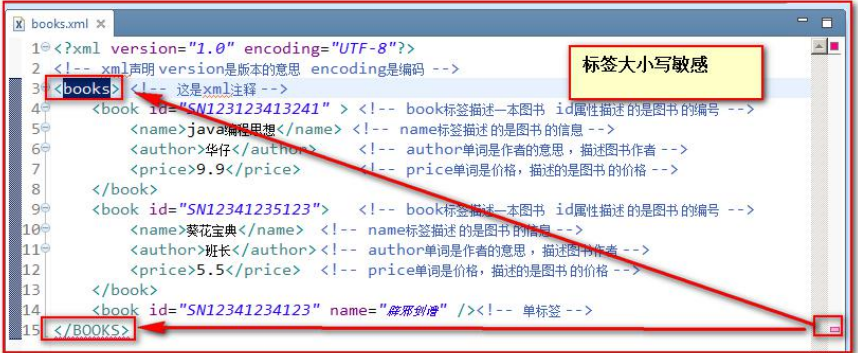 books.xml
标签大小写敏感
1 <?xml version="1.0" encoding="UTF-8"?>
2 <!-- xml声明 version是版本的意思 encoding是编码 -->
3 <books> <!-- 这是xml注释 -->
4 <book id="SN123123413241" > <!-- book标签描述一本图书 id属性描述 的是图书 的编号 -->
5 <name>java编程思想</name> <!-- name标签描述 的是图书 的信息 -->
6 <author>华仔</author> <!-- author单词是作者的意思 ，描述图书作者 -->
7 <price>9.9</price> <!-- price单词是价格，描述的是图书 的价格 -->
8 </book>
9 <book id="SN12341235123"> <!-- book标签描述一本图书 id属性描述 的是图书 的编号 -->
10 <name>葵花宝典</name> <!-- name标签描述 的是图书 的信息 -->
11 <author>班长</author> <!-- author单词是作者的意思 ，描述图书作者 -->
12 <price>5.5</price> <!-- price单词是价格，描述的是图书 的价格 -->
13 </book>
14 <book id="SN12341234123" name="辟邪剑谱" /><!-- 单标签 -->
15 </BOOKS>